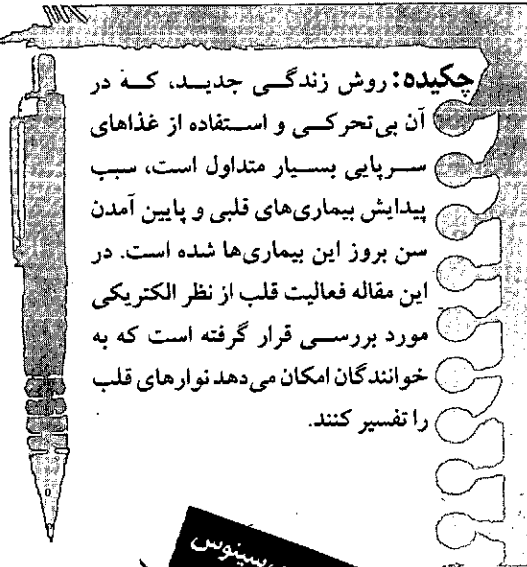 چکیده: روش زندگی جدید، که در
آن بی‌تحرکی و استفاده از غذاهای
سرپایی بسیار متداول است، سبب
پیدایش بیماری‌های قلبی و پایین آمدن
سن بروز این بیماری‌ها شده است. در
این مقاله فعالیت قلب از نظر الکتریکی
مورد بررسی قرار گرفته است که به
خوانندگان امکان می‌دهد نوارهای قلب
را تفسیر کنند.
سینوس